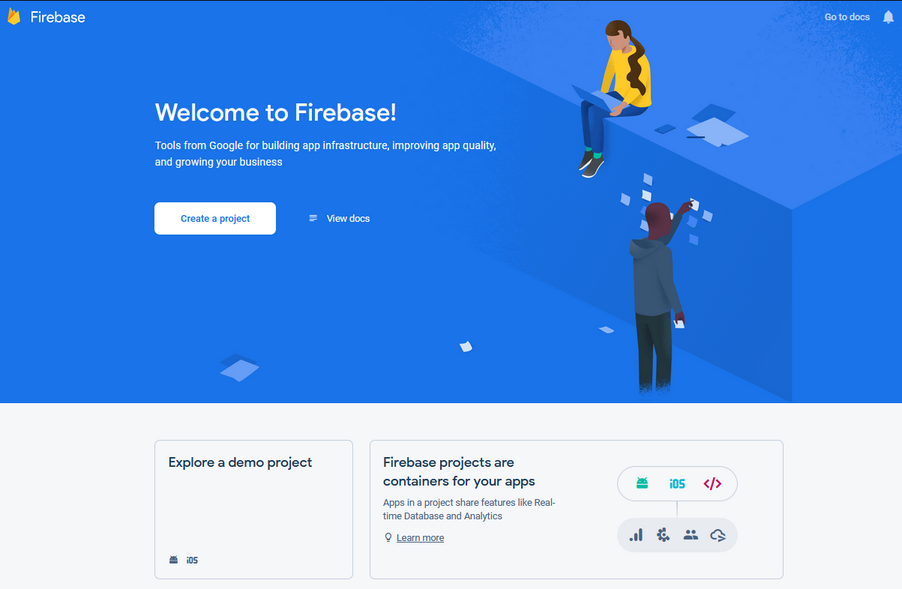 Firebase
Go to docs
Welcome to Firebase!
Tools from Google for building app infrastructure, improving app quality,
and growing your business
Create a project
View docs
Explore a demo project
iOS
Firebase projects are
containers for your apps
Apps in a project share features like Real-
time Database and Analytics
Learn more
iOS </>